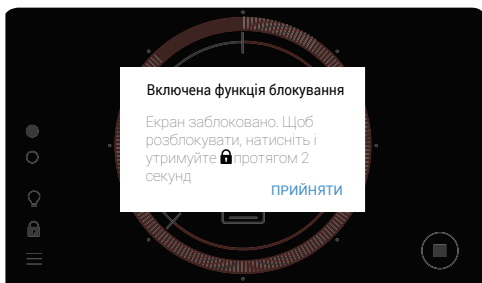 Включена функція блокування
Екран заблоковано. Щоб
розблокувати, натисніть і
утримуйте протягом 2
секунд
ПРИЙНЯТИ